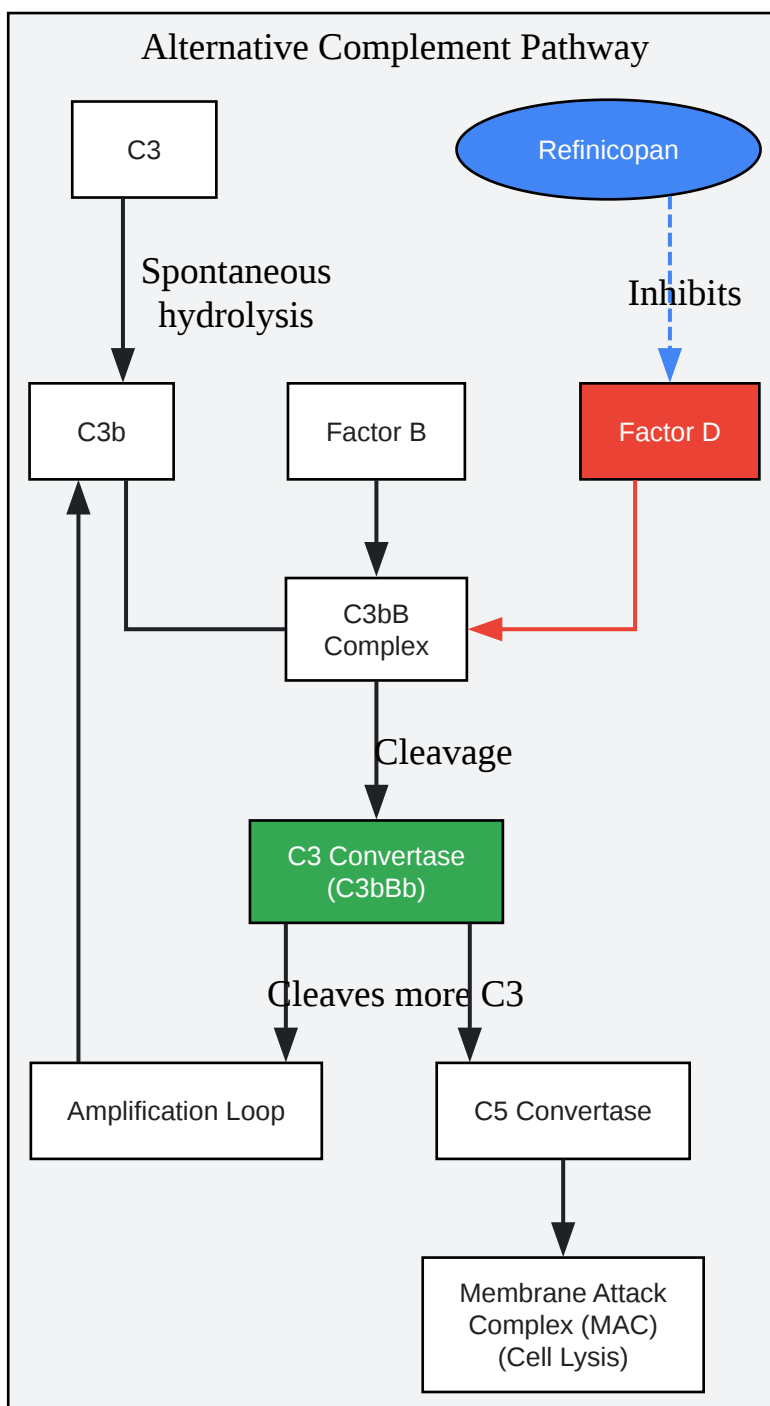 Alternative Complement Pathway
C3
Refinicopan
Spontaneous
hydrolysis
Inhibits
C3b
Factor B
Factor D
C3bB
Complex
Cleavage
C3 Convertase
(C3bBb)
Cleaves more C3
Amplification Loop
C5 Convertase
Membrane Attack
Complex (MAC)
(Cell Lysis)